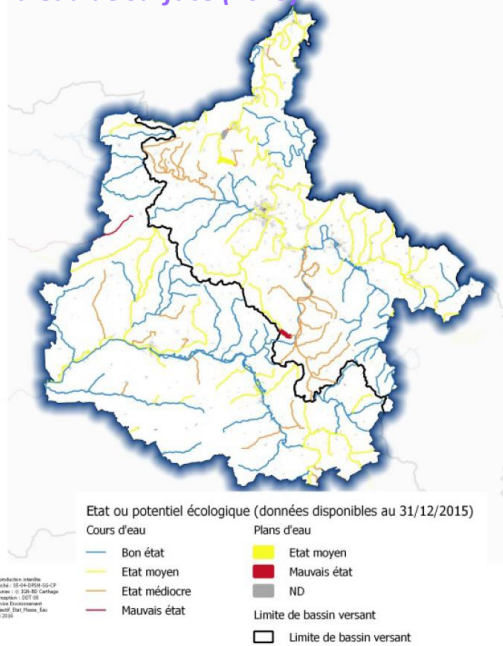 Etat ou potentiel écologique (données disponibles au 31/12/2015)
Cours d'eau
Bon état
Etat moyen
Etat médiocre
Mauvais état
Plans d'eau
Etat moyen
Mauvais état
ND
Limite de bassin versant
Limite de bassin versant